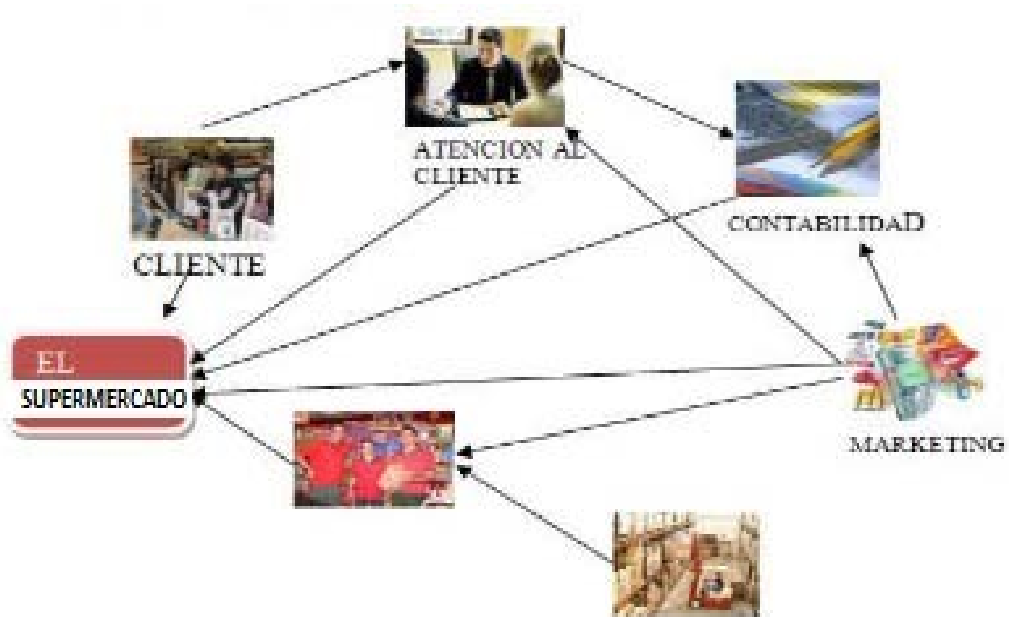 ATENCION AL
CLIENTE
CONTABILIDAD
CLIENTE
EL
SUPERMERCADO
MARKETING